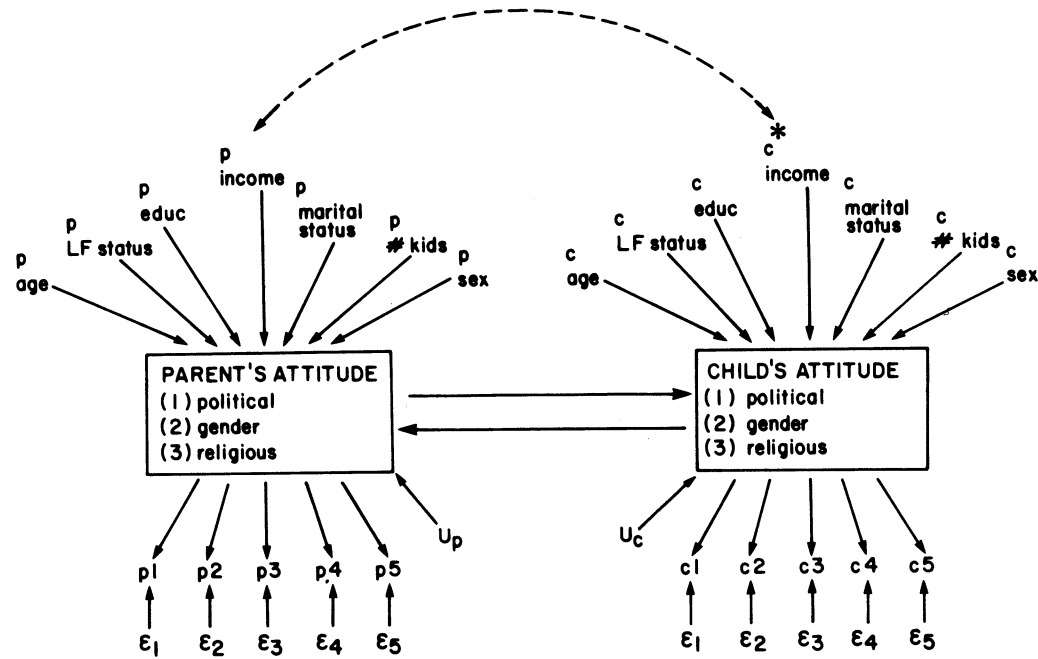 *
p
income
c
income
p
educ
p
marital
status
c
educ
c
marital
status
p
LF status
p
# kids
c
LF status
c
# kids
p
age
p
sex
c
age
c
sex
PARENT'S ATTITUDE
(1) political
(2) gender
(3) religious
CHILD'S ATTITUDE
(1) political
(2) gender
(3) religious
Up
Uc
p1 p2 p3 p.4 p5
c1 c2 c3 c4 c5
ε1 ε2 ε3 ε4 ε5
ε1 ε2 ε3 ε4 ε5